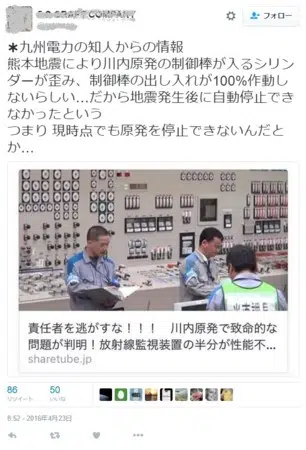 GRAFF COMPANY
✱九州電力の知人からの情報
熊本地震により川内原発の制御棒が入るシリン
ダーが歪み、制御棒の出し入れが100%作動し
ないらしい...だから地震発生後に自動停止でき
なかったという
つまり 現時点でも原発を停止できないんだと
か...
責任者を逃がすな！！！ 川内原発で致命的な
問題が判明！放射線監視装置の半分が性能不...
sharetube.jp
86
リツイート
50
いいね
8:52 - 2016年4月23日